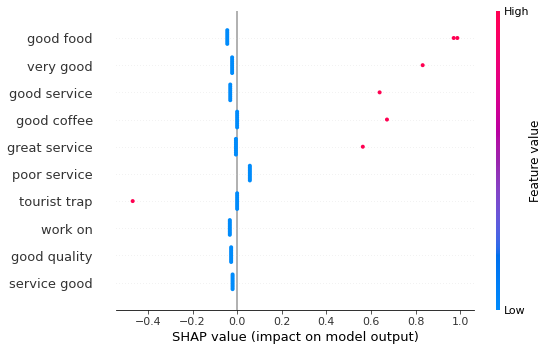 High
good food
very good
good service
good coffee
great service
poor service
tourist trap
work on
good quality
service good
Feature value
Low
−0.4 −0.2 0.0 0.2 0.4 0.6 0.8 1.0
SHAP value (impact on model output)